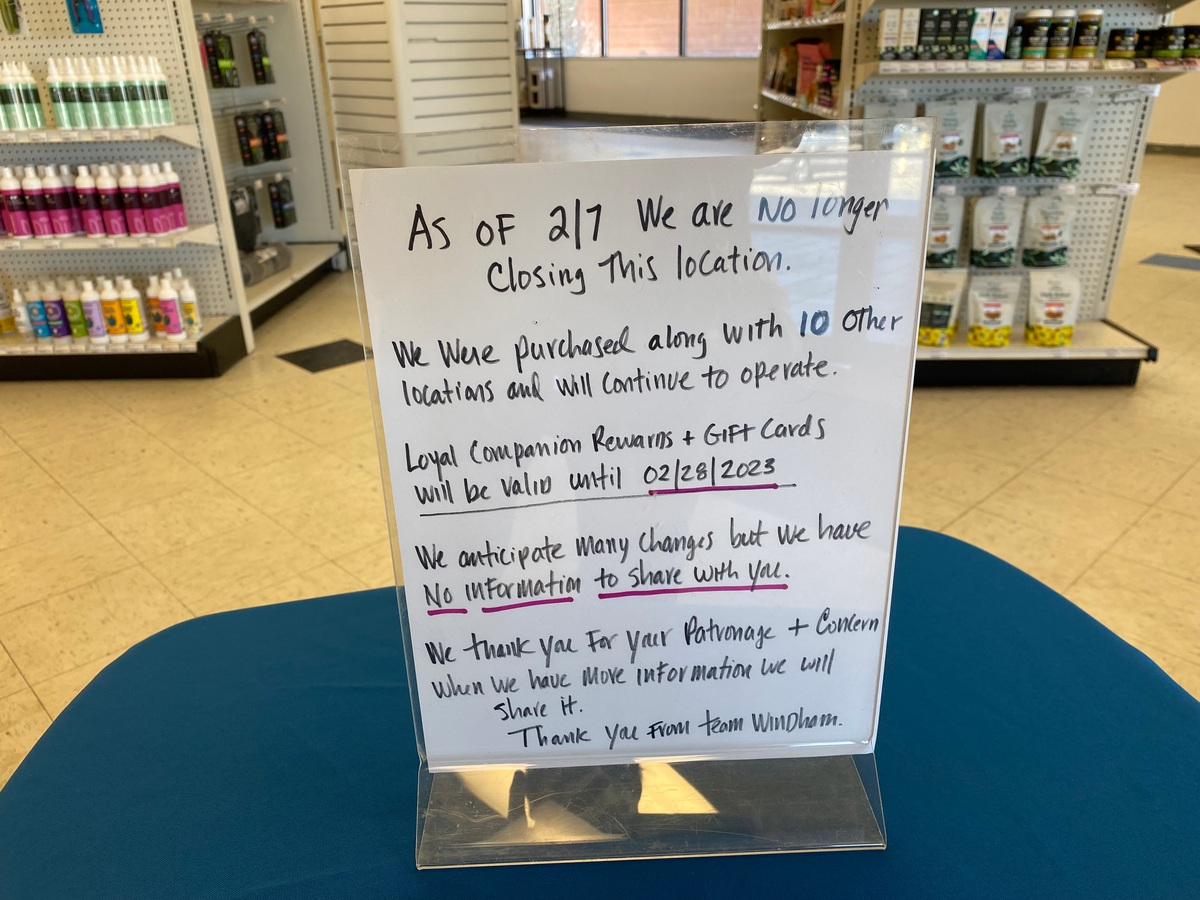 As of 2/7 We are No longer
Closing This location.
We Were purchased along with 10 other
locations and will Continue to operate.
Loyal Companion Rewards + Gift Cards
will be valid until 02/28/2023
We anticipate many changes but we have
No information to share with you.
We thank you For your Patronage + Concern
When we have More information we will
share it.
Thank you From team Windham.